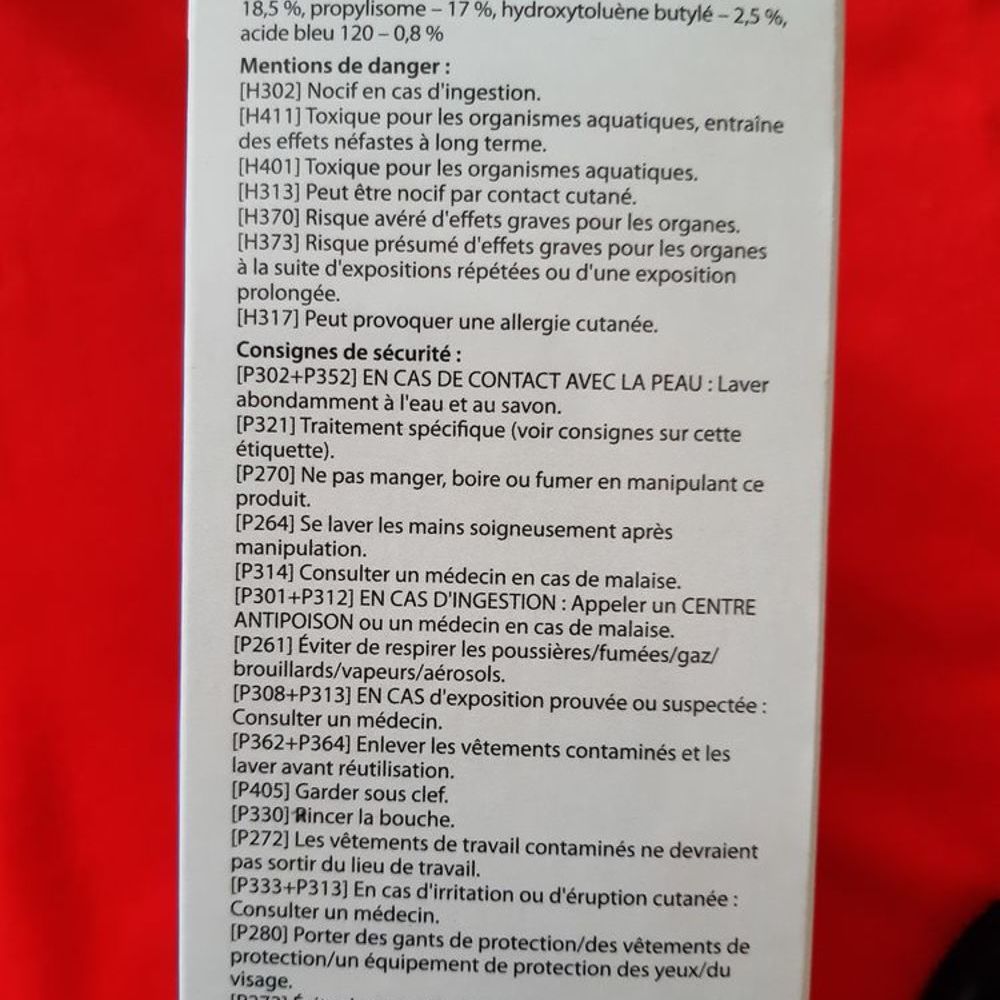 18,5 %, propylisome – 17 %, hydroxytoluène butylé – 2,5 %,
acide bleu 120 – 0,8 %
Mentions de danger :
[H302] Nocif en cas d'ingestion.
[H411] Toxique pour les organismes aquatiques, entraîne
des effets néfastes à long terme.
[H401] Toxique pour les organismes aquatiques.
[H313] Peut être nocif par contact cutané.
[H370] Risque avéré d'effets graves pour les organes.
[H373] Risque présumé d'effets graves pour les organes
à la suite d'expositions répétées ou d'une exposition
prolongée.
[H317] Peut provoquer une allergie cutanée.
Consignes de sécurité :
[P302+P352] EN CAS DE CONTACT AVEC LA PEAU : Laver
abondamment à l'eau et au savon.
[P321] Traitement spécifique (voir consignes sur cette
étiquette).
[P270] Ne pas manger, boire ou fumer en manipulant ce
produit.
[P264] Se laver les mains soigneusement après
manipulation.
[P314] Consulter un médecin en cas de malaise.
[P301+P312] EN CAS D'INGESTION : Appeler un CENTRE
ANTIPOISON ou un médecin en cas de malaise.
[P261] Éviter de respirer les poussières/fumées/gaz/
brouillards/vapeurs/aérosols.
[P308+P313] EN CAS d'exposition prouvée ou suspectée :
Consulter un médecin.
[P362+P364] Enlever les vêtements contaminés et les
laver avant réutilisation.
[P405] Garder sous clef.
[P330] Rincer la bouche.
[P272] Les vêtements de travail contaminés ne devraient
pas sortir du lieu de travail.
[P333+P313] En cas d'irritation ou d'éruption cutanée :
Consulter un médecin.
[P280] Porter des gants de protection/des vêtements de
protection/un équipement de protection des yeux/du
visage.